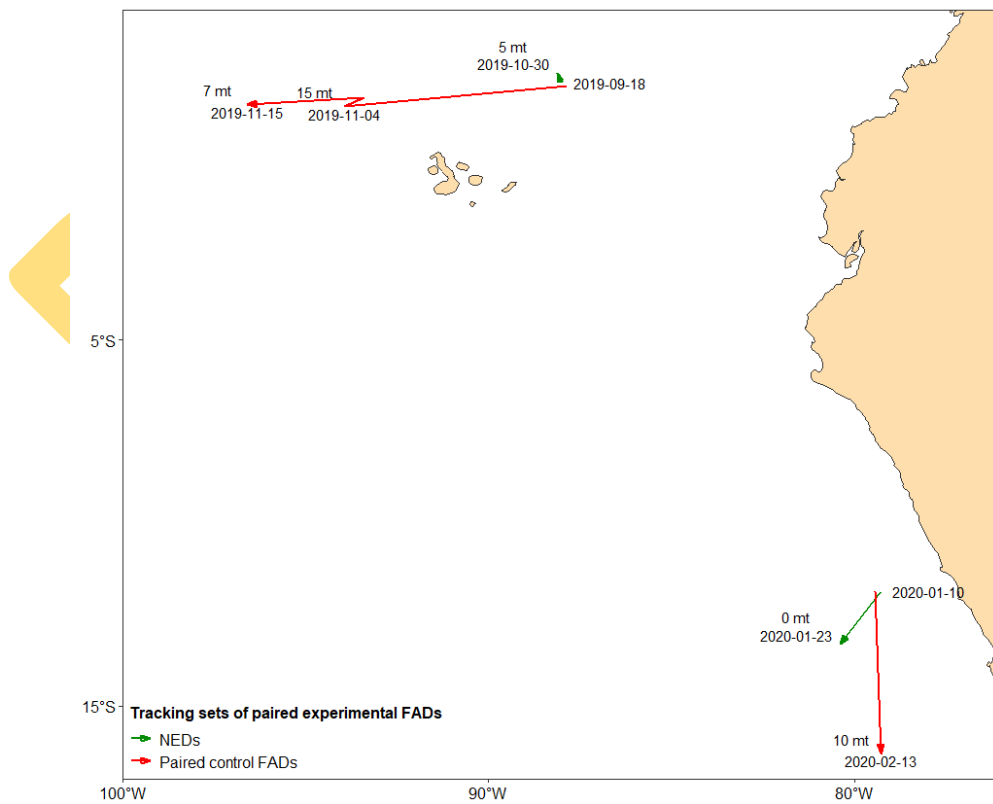 5 mt
2019-10-30
2019-09-18
7 mt
15 mt
2019-11-15
2019-11-04
5°S
2020-01-10
0 mt
2020-01-23
15°S
Tracking sets of paired experimental FADs
NEDs
Paired control FADs
10 mt
2020-02-13
100°W
90°W
80°W